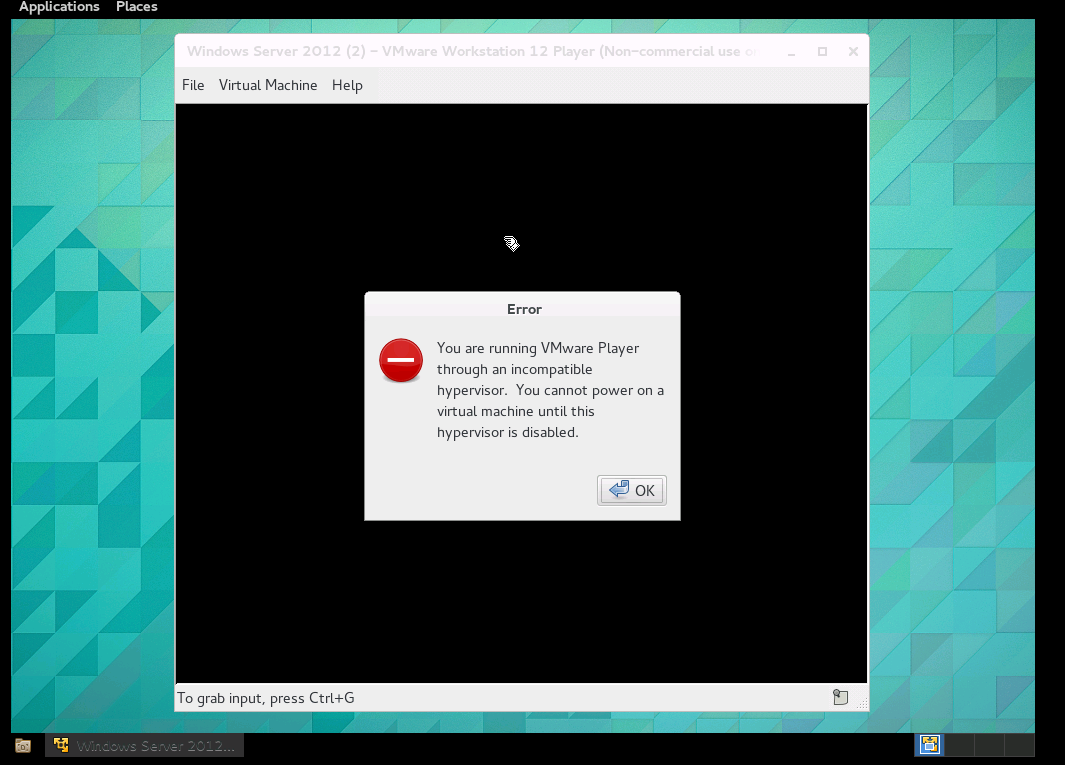 Applications Places
Windows Server 2012 (2) – VMware Workstation 12 Player (Non-commercial use o
File Virtual Machine Help
Error
You are running VMware Player
through an incompatible
hypervisor. You cannot power on a
virtual machine until this
hypervisor is disabled.
OK
To grab input, press Ctrl+G
Windows Server 2012...